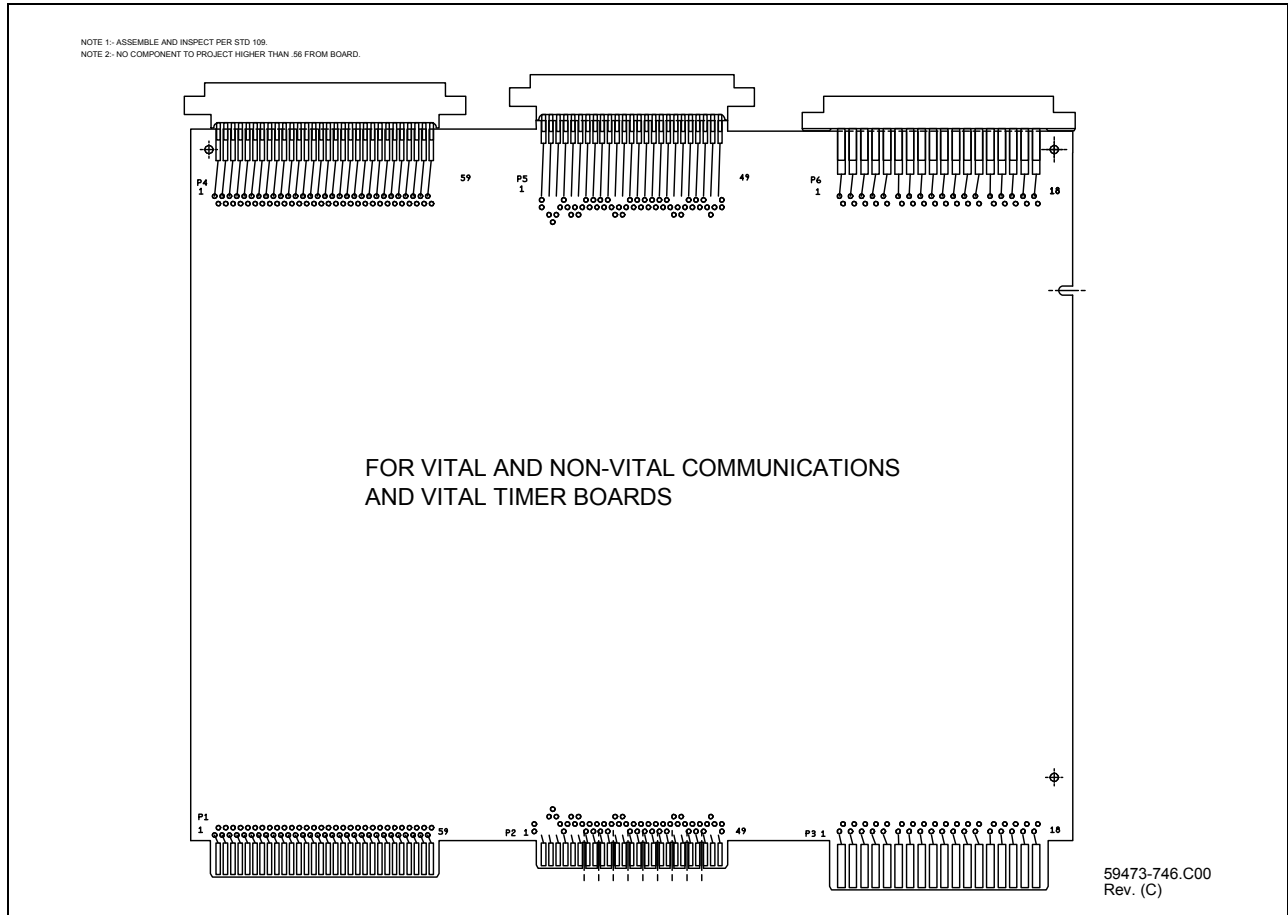 NOTE 1:- ASSEMBLE AND INSPECT PER STD 109.
NOTE 2:- NO COMPONENT TO PROJECT HIGHER THAN .56 FROM BOARD.
P4
1
59
P5
1
49
P6
1
18
FOR VITAL AND NON-VITAL COMMUNICATIONS
AND VITAL TIMER BOARDS
P1
1
59
P2 1
49
P3 1
18
59473-746.C00
Rev. (C)